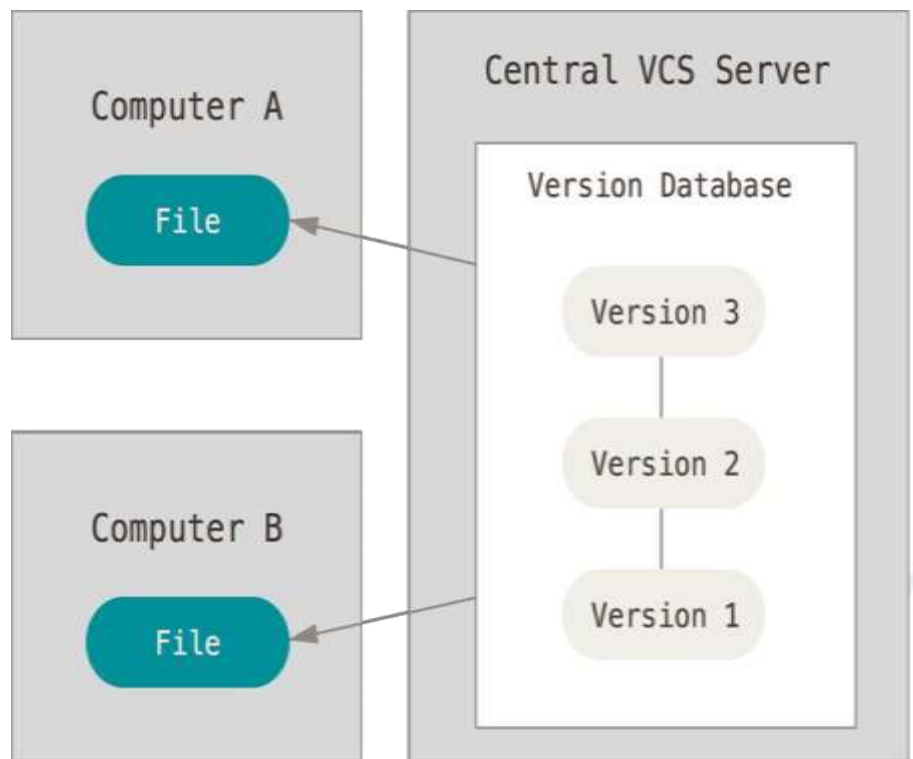 Computer A
File
Computer B
File
Central VCS Server
Version Database
Version 3
Version 2
Version 1